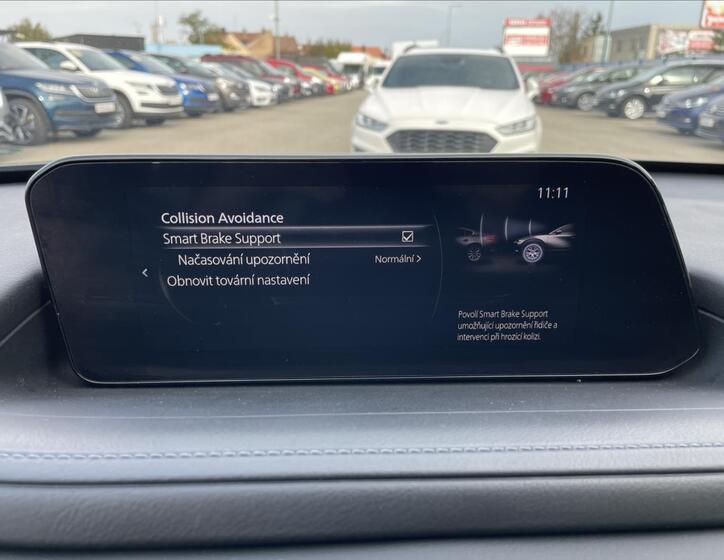 11:11
Collision Avoidance
Smart Brake Support
Načasování upozornění Normální
Obnovit tovární nastavení
Povolí Smart Brake Support
umožňující upozornění řidiče a
intervenci při hrozící kolizi.